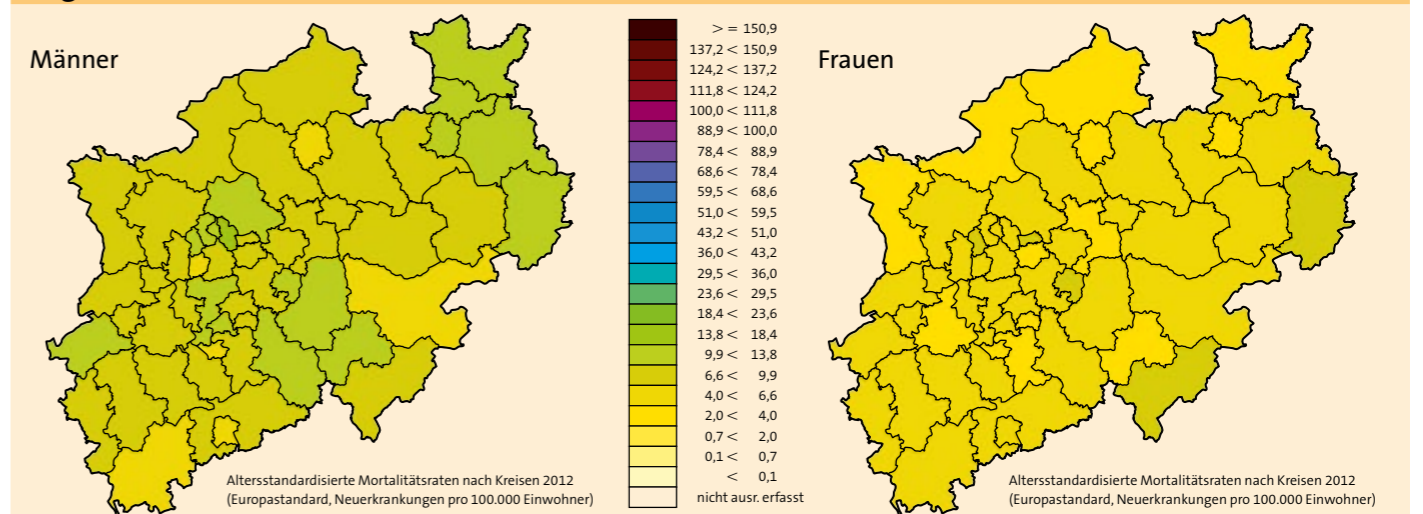 Männer
Frauen
> = 150,9
137,2 < 150,9
124,2 < 137,2
111,8 < 124,2
100,0 < 111,8
88,9 < 100,0
78,4 < 88,9
68,6 < 78,4
59,5 < 68,6
51,0 < 59,5
43,2 < 51,0
36,0 < 43,2
29,5 < 36,0
23,6 < 29,5
18,4 < 23,6
13,8 < 18,4
9,9 < 13,8
6,6 < 9,9
4,0 < 6,6
2,0 < 4,0
0,7 < 2,0
0,1 < 0,7
< 0,1
nicht ausr. erfasst
Altersstandardisierte Mortalitätsraten nach Kreisen 2012
(Europastandard, Neuerkrankungen pro 100.000 Einwohner)
Altersstandardisierte Mortalitätsraten nach Kreisen 2012
(Europastandard, Neuerkrankungen pro 100.000 Einwohner)